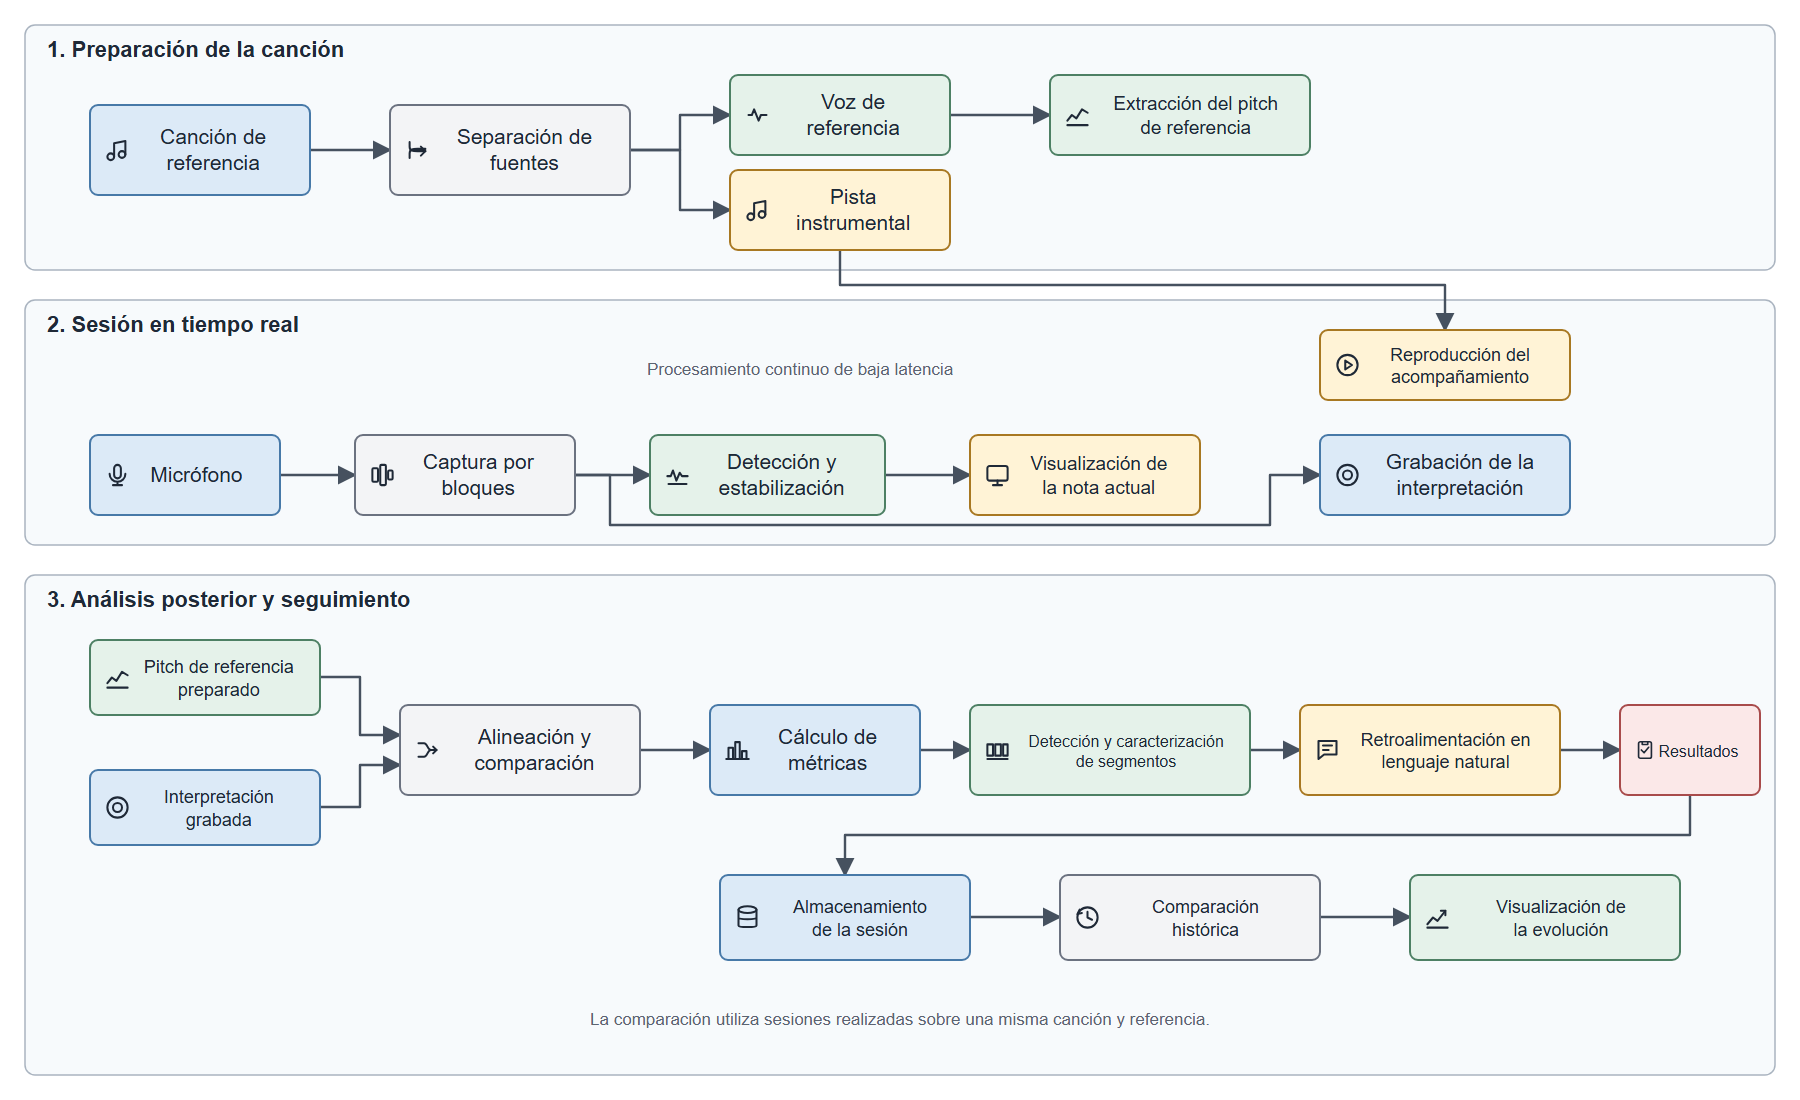 1. Preparación de la canción
Canción de
referencia
Separación de
fuentes
Voz de
referencia
Extracción del pitch
de referencia
Pista
instrumental
2. Sesión en tiempo real
Procesamiento continuo de baja latencia
Reproducción del
acompañamiento
Micrófono
Captura por
bloques
Detección y
estabilización
Visualización de
la nota actual
Grabación de la
interpretación
3. Análisis posterior y seguimiento
Pitch de referencia
preparado
Interpretación
grabada
Alineación y
comparación
Cálculo de
métricas
Detección y caracterización
de segmentos
Retroalimentación en
lenguaje natural
Resultados
Almacenamiento
de la sesión
Comparación
histórica
Visualización de
la evolución
La comparación utiliza sesiones realizadas sobre una misma canción y referencia.